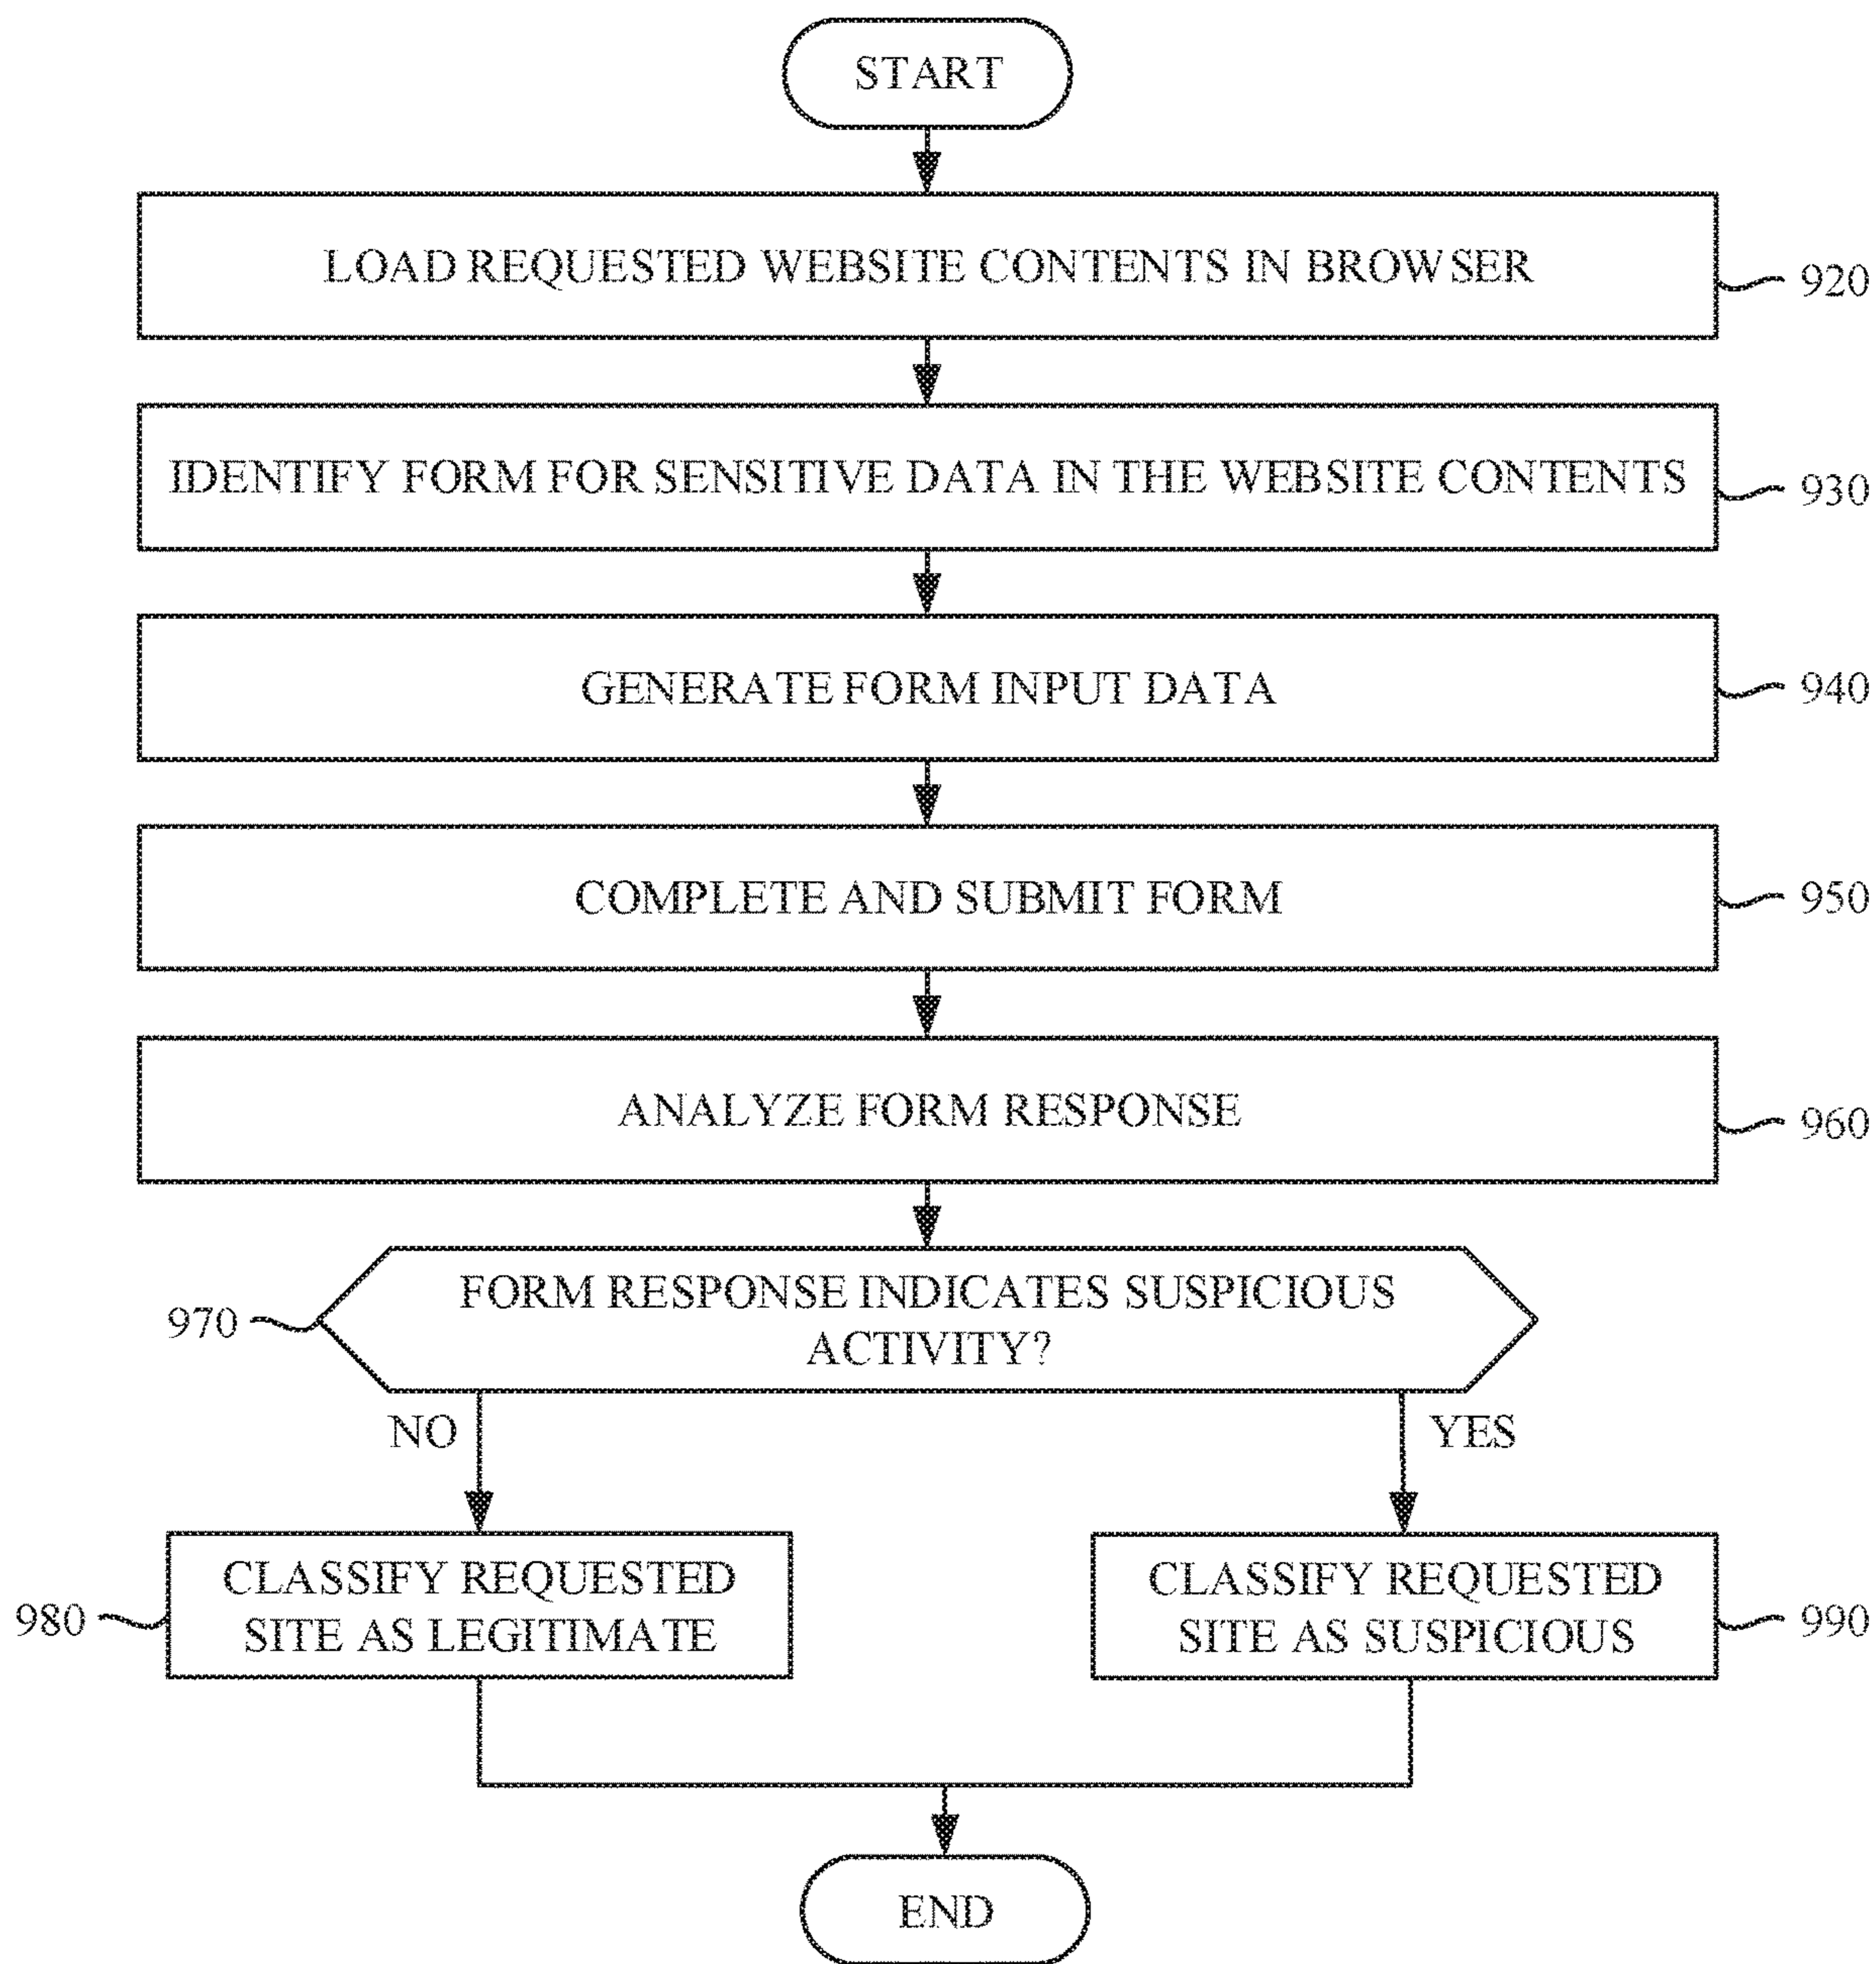 START
LOAD REQUESTED WEBSITE CONTENTS IN BROWSER
920
IDENTIFY FORM FOR SENSITIVE DATA IN THE WEBSITE CONTENTS
930
GENERATE FORM INPUT DATA
940
COMPLETE AND SUBMIT FORM
950
ANALYZE FORM RESPONSE
960
FORM RESPONSE INDICATES SUSPICIOUS
ACTIVITY?
970
NO
YES
CLASSIFY REQUESTED
SITE AS LEGITIMATE
980
CLASSIFY REQUESTED
SITE AS SUSPICIOUS
990
END